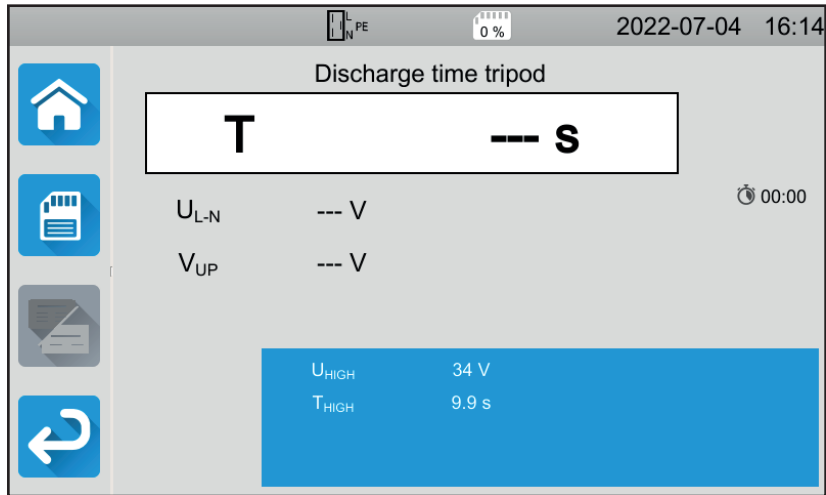 L
N PE 0 % 2022-07-04 16:14
Discharge time tripod
T --- s
00:00
UL-N --- V
VUP --- V
UHIGH 34 V
THIGH 9.9 s